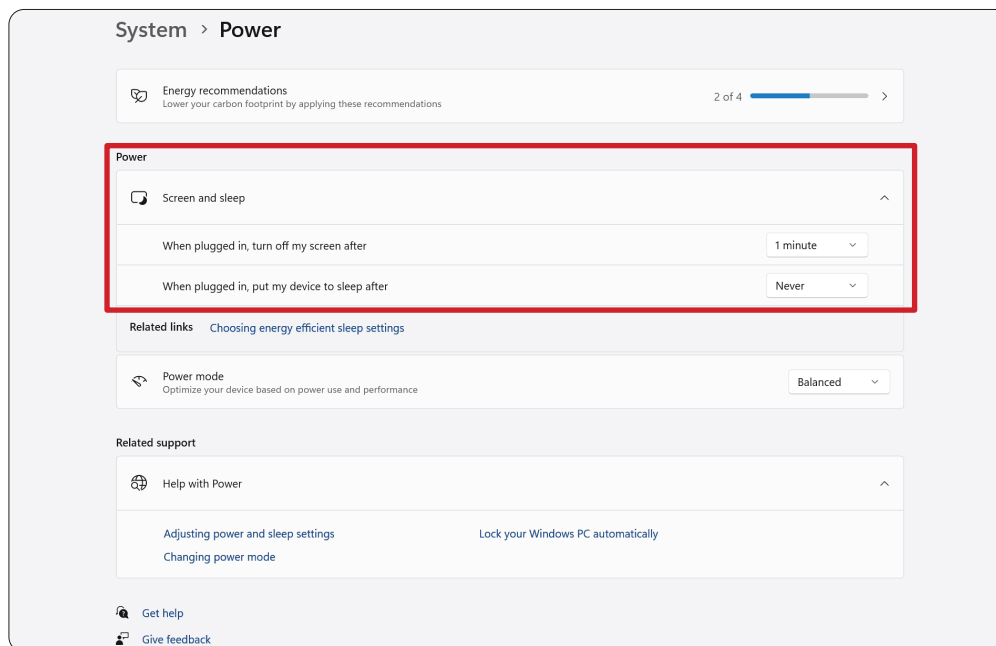 System > Power
Energy recommendations
Lower your carbon footprint by applying these recommendations
2 of 4
Power
Screen and sleep
When plugged in, turn off my screen after
1 minute
When plugged in, put my device to sleep after
Never
Related links Choosing energy efficient sleep settings
Power mode
Optimize your device based on power use and performance
Balanced
Related support
Help with Power
Adjusting power and sleep settings
Lock your Windows PC automatically
Changing power mode
Get help
Give feedback